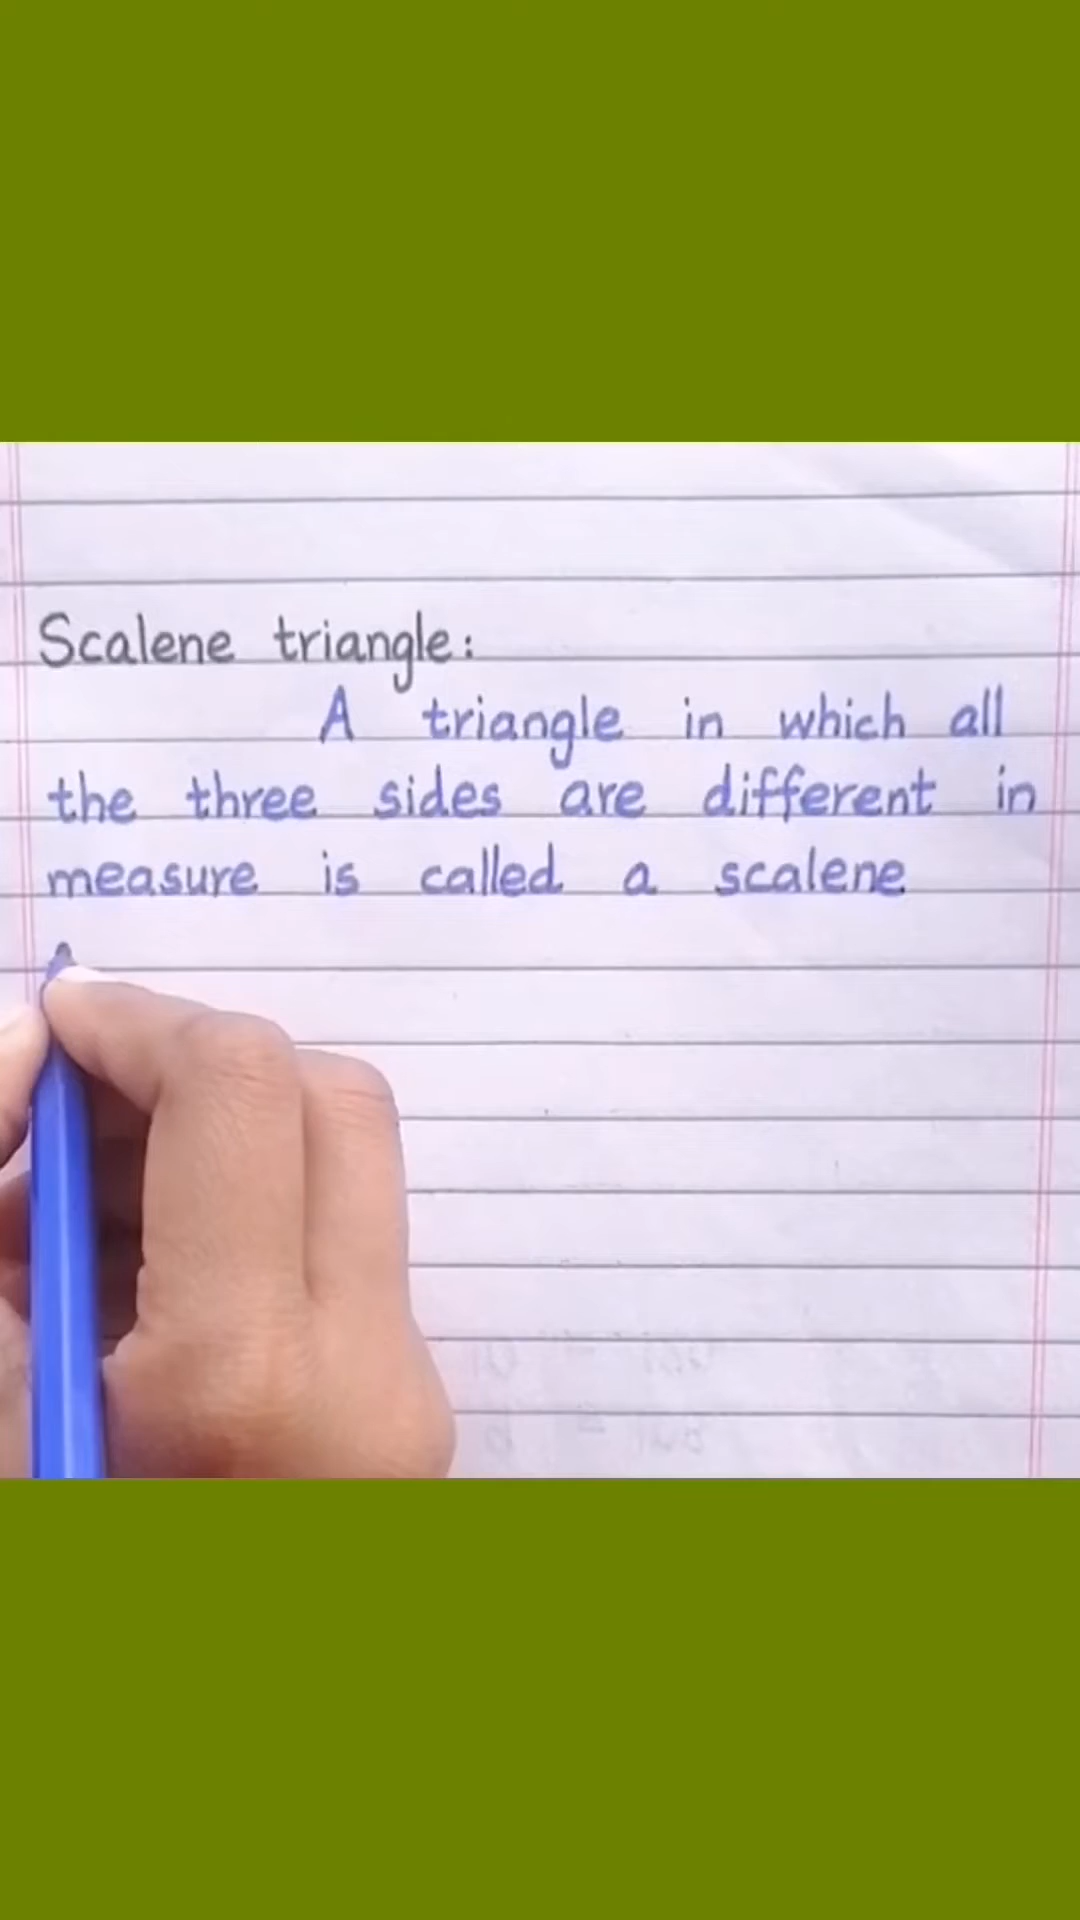 Scalene triangle:
A triangle in which all
the three sides are different in
measure is called a scalene